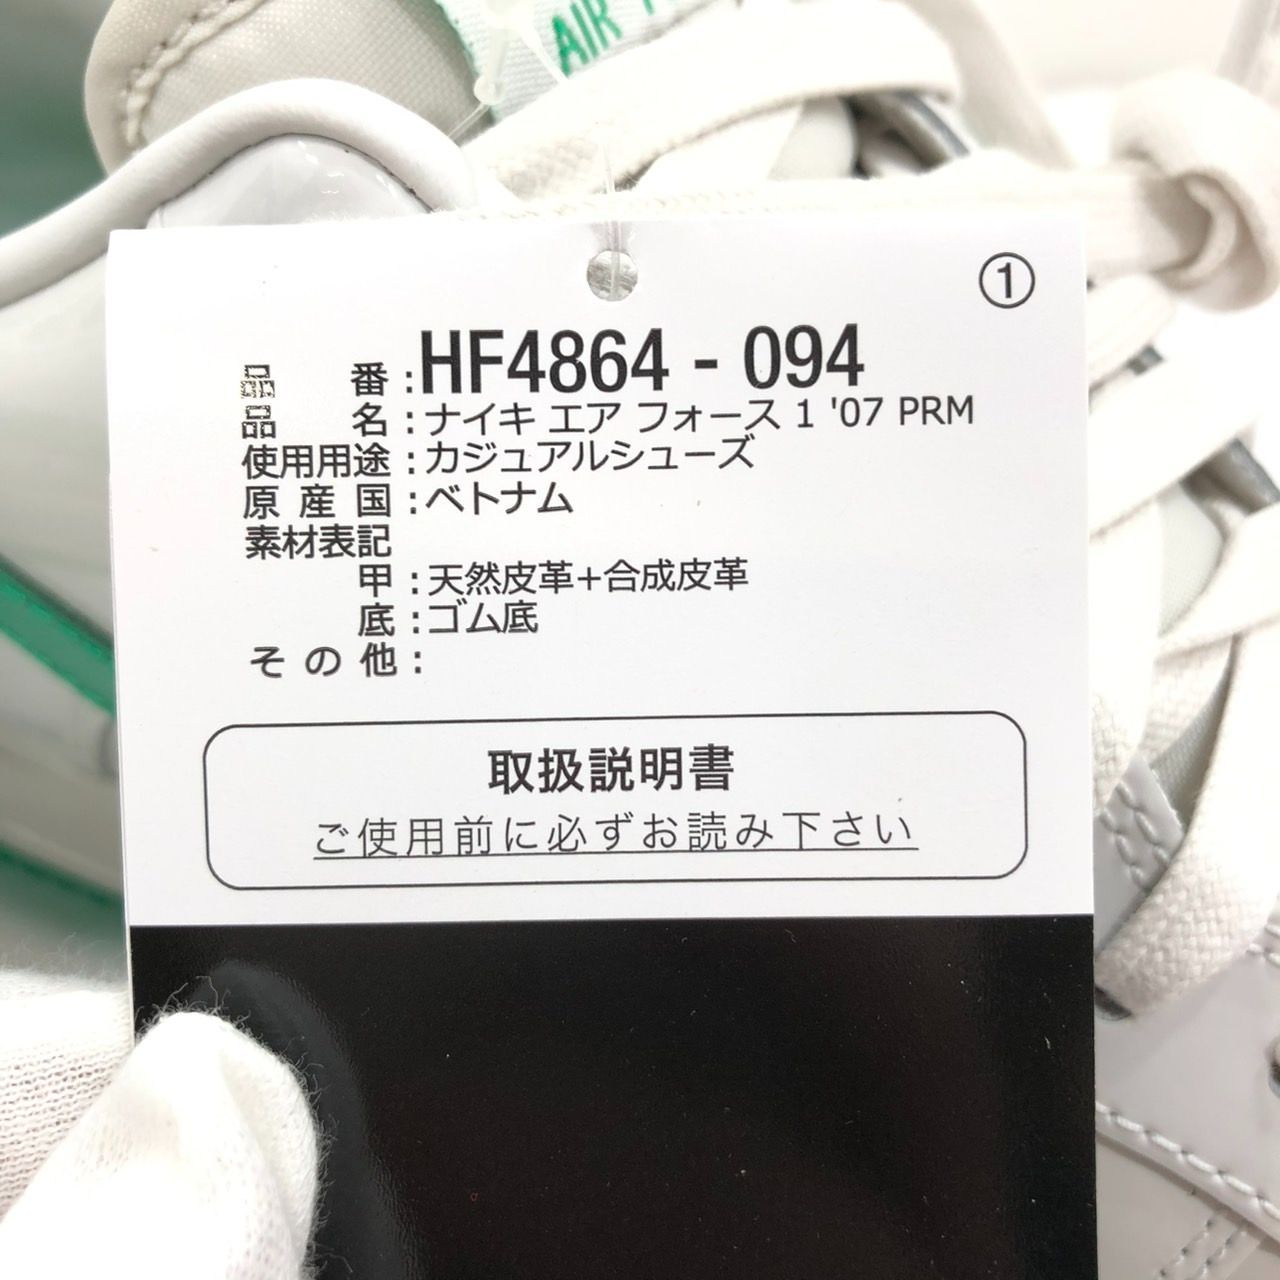 AIR
①
品番:HF4864-094
品名:ナイキ エア フォース 1 '07 PRM
使用用途:カジュアルシューズ
原産国:ベトナム
素材表記
甲:天然皮革+合成皮革
底:ゴム底
その他:
取扱説明書
ご使用前に必ずお読み下さい